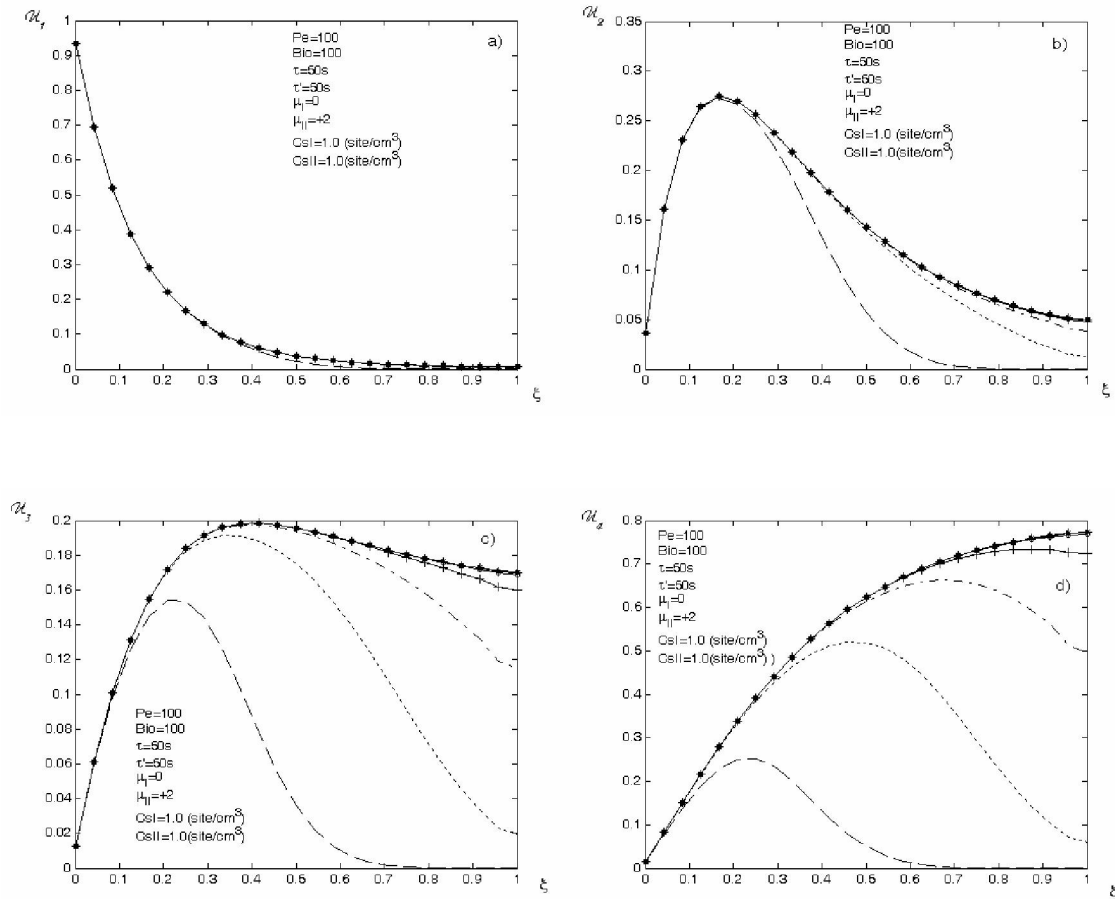 𝒰₁
1
0.9
0.8
0.7
0.6
0.5
0.4
0.3
0.2
0.1
0
0 0.1 0.2 0.3 0.4 0.5 0.6 0.7 0.8 0.9 1
ξ
Pe=100
Bio=100
τ=50s
τ'=50s
μI=0
μII=+2
CsI=1.0 (site/cm³)
CsII=1.0(site/cm³)
a)
𝒰₂
0.35
0.3
0.25
0.2
0.15
0.1
0.05
0
0 0.1 0.2 0.3 0.4 0.5 0.6 0.7 0.8 0.9 1
ξ
Pe=100
Bio=100
τ=50s
τ'=50s
μI=0
μII=+2
CsI=1.0 (site/cm³)
CsII=1.0(site/cm³)
b)
𝒰₃
0.2
0.18
0.16
0.14
0.12
0.1
0.08
0.06
0.04
0.02
0
0 0.1 0.2 0.3 0.4 0.5 0.6 0.7 0.8 0.9 1
ξ
c)
Pe=100
Bio=100
τ=50s
τ'=50s
μI=0
μII=+2
CsI=1.0 (site/cm³)
CsII=1.0(site/cm³)
0.8
0.7
0.6
0.5
0.4
0.3
0.2
0.1
0
0 0.1 0.2 0.3 0.4 0.5 0.6 0.7 0.8 0.9 1
ξ
Pe=100
Bio=100
τ=50s
τ'=50s
μI=0
μII=+2
CsI=1.0 (site/cm³)
CsII=1.0(site/cm³) )
d)